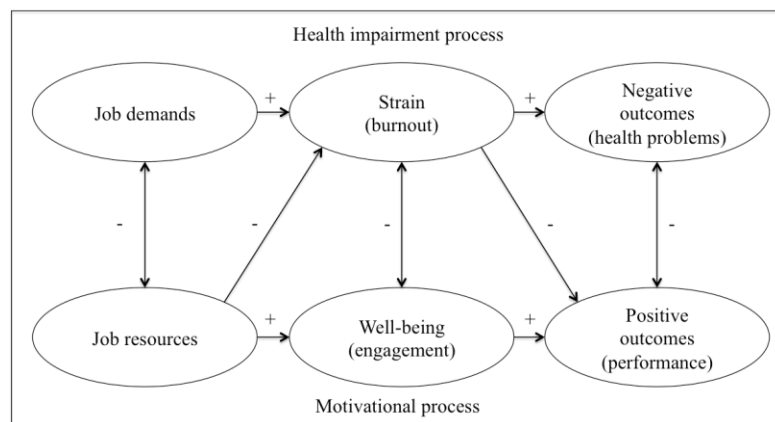 Health impairment process
Job demands
+
Strain
(burnout)
+
Negative
outcomes
(health problems)
-
-
-
-
-
Job resources
+
Well-being
(engagement)
+
Positive
outcomes
(performance)
Motivational process